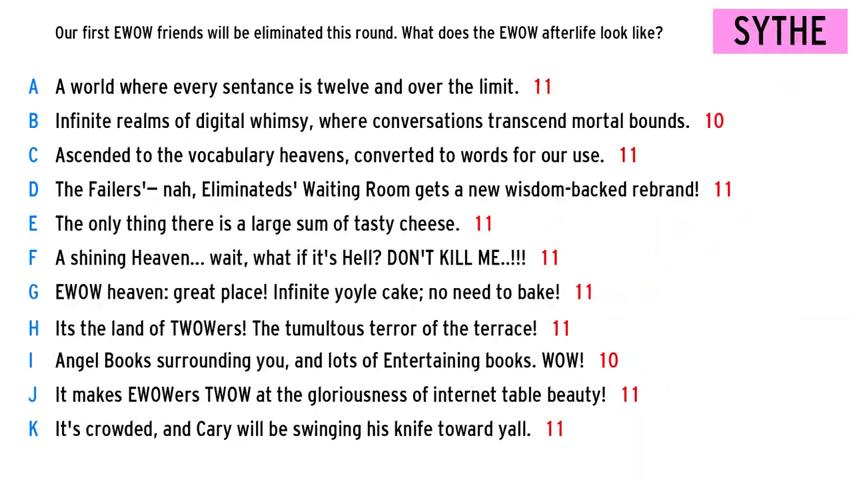 Our first EWOW friends will be eliminated this round. What does the EWOW afterlife look like?
SYTHE
A A world where every sentence is twelve and over the limit. 11
B Infinite realms of digital whimsy, where conversations transcend mortal bounds. 10
C Ascended to the vocabulary heavens, converted to words for our use. 11
D The Failers'— nah, Eliminateds' Waiting Room gets a new wisdom-backed rebrand! 11
E The only thing there is a large sum of tasty cheese. 11
F A shining Heaven... wait, what if it's Hell? DON'T KILL ME..!!! 11
G EWOW heaven: great place! Infinite yoyle cake; no need to bake! 11
H Its the land of TWOWers! The tumultous terror of the terrace! 11
I Angel Books surrounding you, and lots of Entertaining books. WOW! 10
J It makes EWOWers TWOW at the gloriousness of internet table beauty! 11
K It's crowded, and Cary will be swinging his knife toward yall. 11